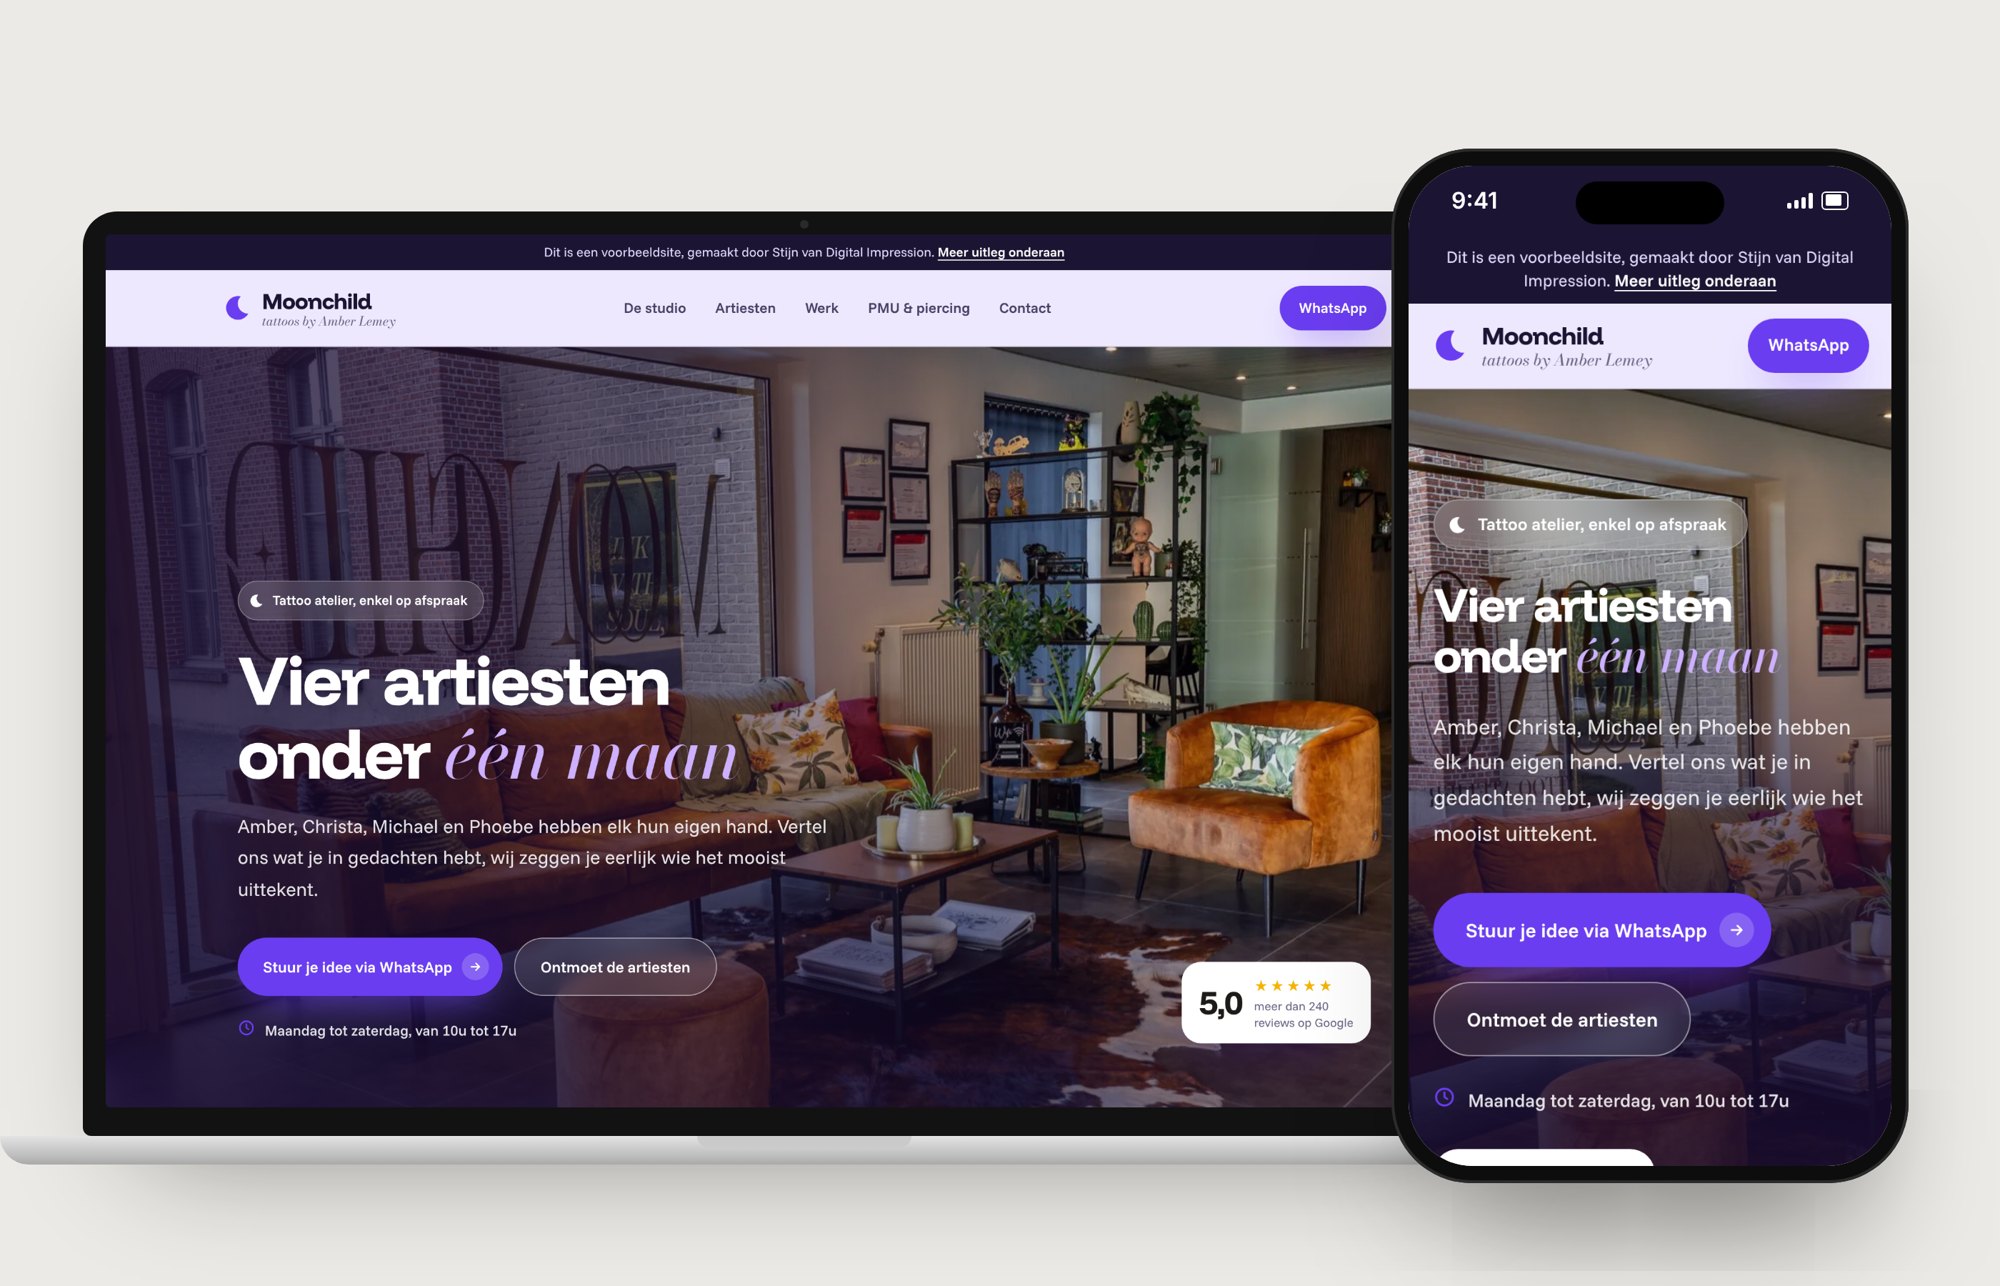 Dit is een voorbeeldsite, gemaakt door Stijn van Digital Impression. Meer uitleg onderaan
Moonchild
tattoos by Amber Lemey
De studio
Artiesten
Werk
PMU & piercing
Contact
WhatsApp
MOONCHILD
Tattoo atelier, enkel op afspraak
Vier artiesten
onder één maan
Amber, Christa, Michael en Phoebe hebben elk hun eigen hand. Vertel
ons wat je in gedachten hebt, wij zeggen je eerlijk wie het mooist
uittekent.
Stuur je idee via WhatsApp
Ontmoet de artiesten
Maandag tot zaterdag, van 10u tot 17u
5,0
meer dan 240
reviews op Google
9:41
Dit is een voorbeeldsite, gemaakt door Stijn van Digital
Impression. Meer uitleg onderaan
Moonchild
tattoos by Amber Lemey
WhatsApp
Tattoo atelier, enkel op afspraak
Vier artiesten
onder één maan
Amber, Christa, Michael en Phoebe hebben
elk hun eigen hand. Vertel ons wat je in
gedachten hebt, wij zeggen je eerlijk wie het
mooist uittekent.
Stuur je idee via WhatsApp
Ontmoet de artiesten
Maandag tot zaterdag, van 10u tot 17u